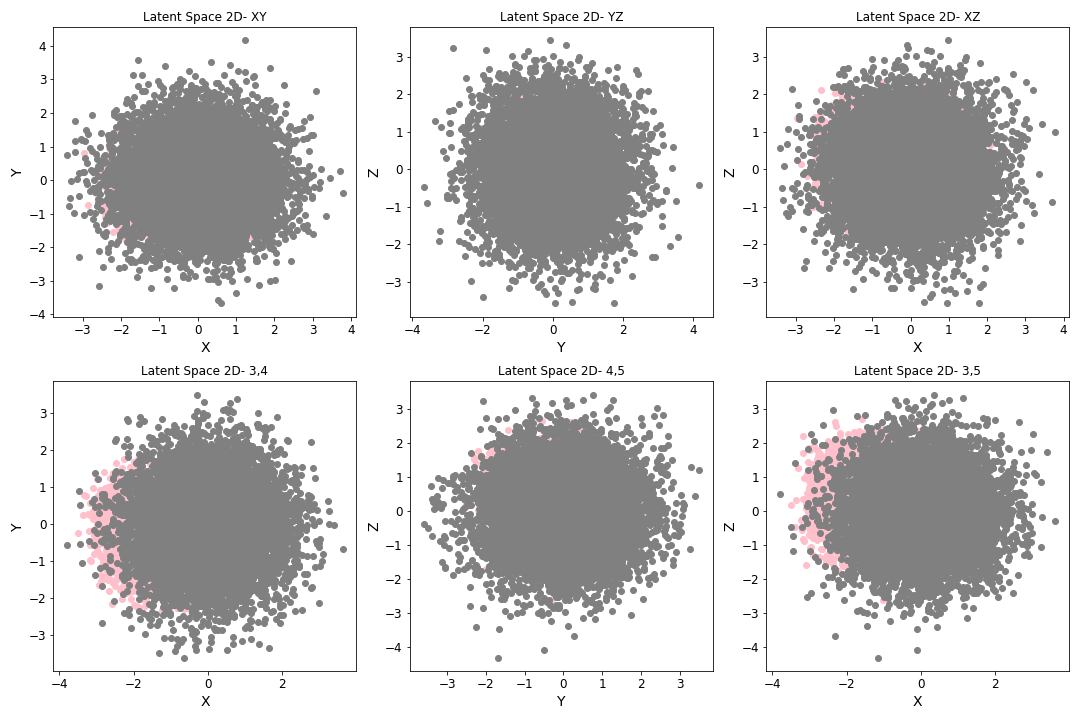 Latent Space 2D- XY
4
3
2
1
0
−1
−2
−3
−4
Y
−3 −2 −1 0 1 2 3 4
X
Latent Space 2D- YZ
3
2
1
0
−1
−2
−3
Z
−4 −2 0 2 4
Y
Latent Space 2D- XZ
3
2
1
0
−1
−2
−3
Z
−3 −2 −1 0 1 2 3 4
X
Latent Space 2D- 3,4
3
2
1
0
−1
−2
−3
Y
−4 −2 0 2
X
Latent Space 2D- 4,5
3
2
1
0
−1
−2
−3
−4
Z
−3 −2 −1 0 1 2 3
Y
Latent Space 2D- 3,5
3
2
1
0
−1
−2
−3
−4
Z
−4 −2 0 2
X